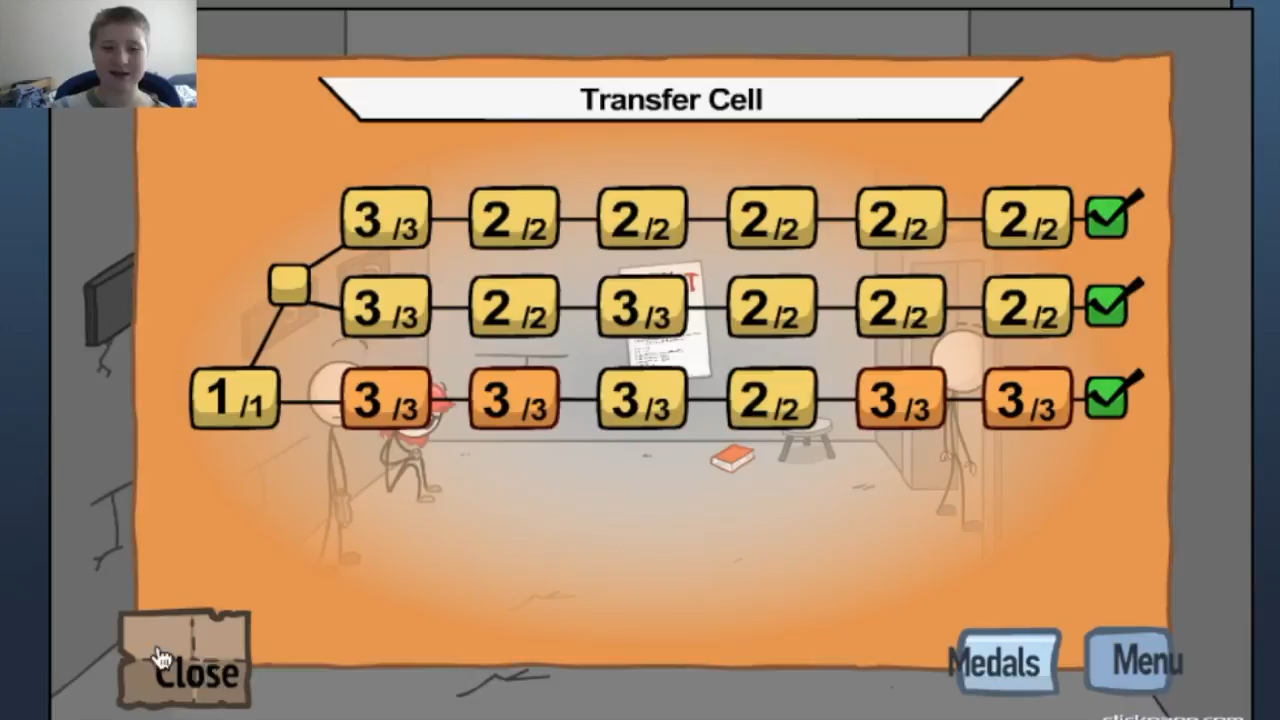 Transfer Cell
3/3 2/2 2/2 2/2 2/2 2/2
3/3 2/2 3/3 2/2 2/2 2/2
1/1 3/3 3/3 3/3 2/2 3/3 3/3
Close Medals Menu